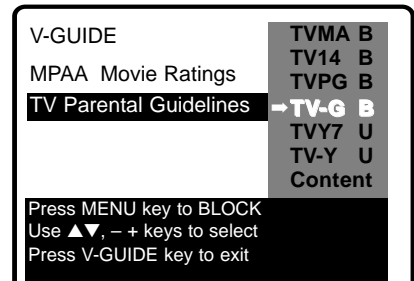 V-GUIDE
MPAA Movie Ratings
TV Parental Guidelines
TVMA B
TV14 B
TVPG B
➡TV-G B
TVY7 U
TV-Y U
Content
Press MENU key to BLOCK
Use ▲▼, – + keys to select
Press V-GUIDE key to exit